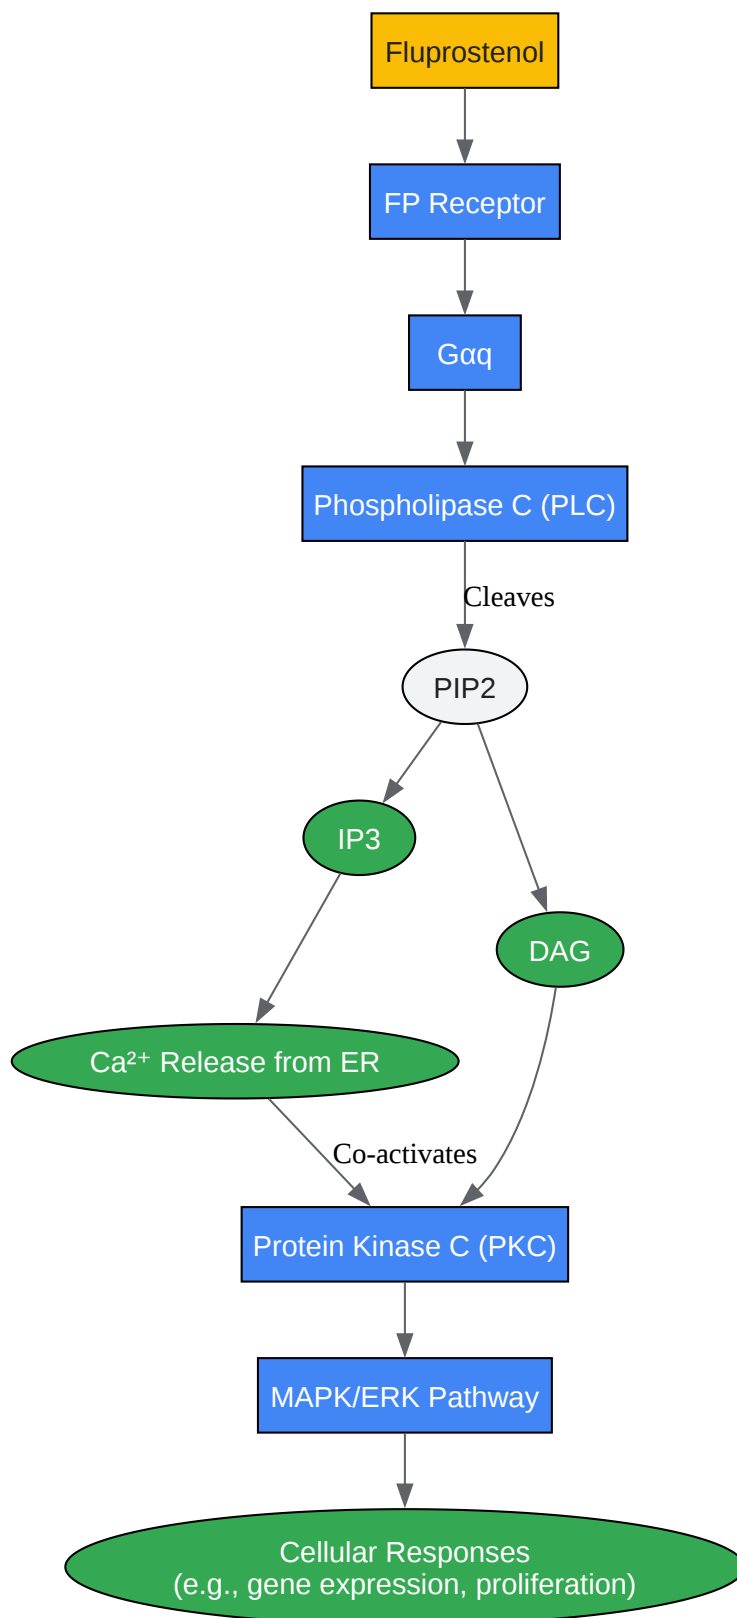 Fluprostenol
FP Receptor
Gαq
Phospholipase C (PLC)
Cleaves
PIP2
IP3
DAG
Ca²⁺ Release from ER
Co-activates
Protein Kinase C (PKC)
MAPK/ERK Pathway
Cellular Responses
(e.g., gene expression, proliferation)